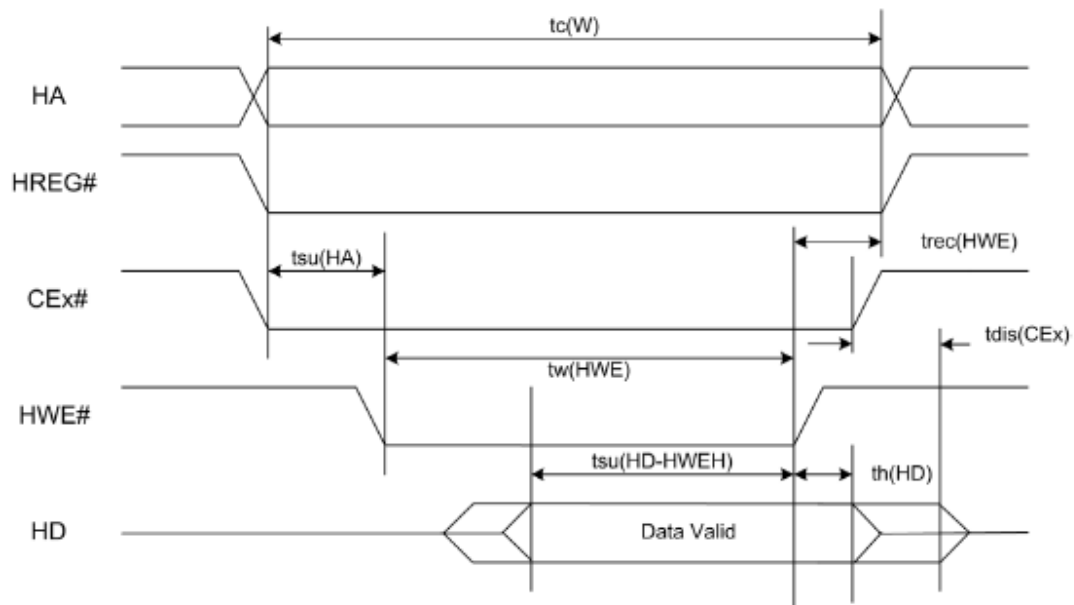 tc(W)
HA
HREG#
tsu(HA)
trec(HWE)
CEx#
tdis(CEx)
tw(HWE)
HWE#
tsu(HD-HWEH)
th(HD)
HD
Data Valid